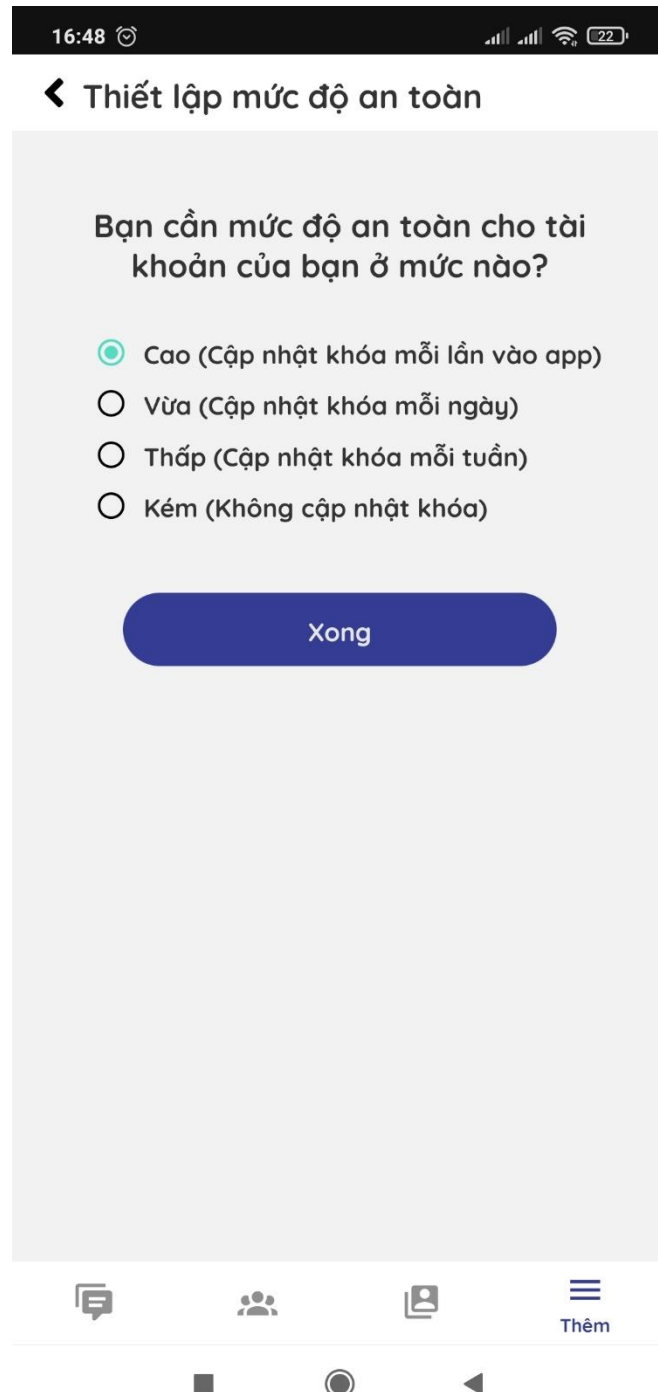 16:48
22
Thiết lập mức độ an toàn
Bạn cần mức độ an toàn cho tài
khoản của bạn ở mức nào?
Cao (Cập nhật khóa mỗi lần vào app)
Vừa (Cập nhật khóa mỗi ngày)
Thấp (Cập nhật khóa mỗi tuần)
Kém (Không cập nhật khóa)
Xong
Thêm